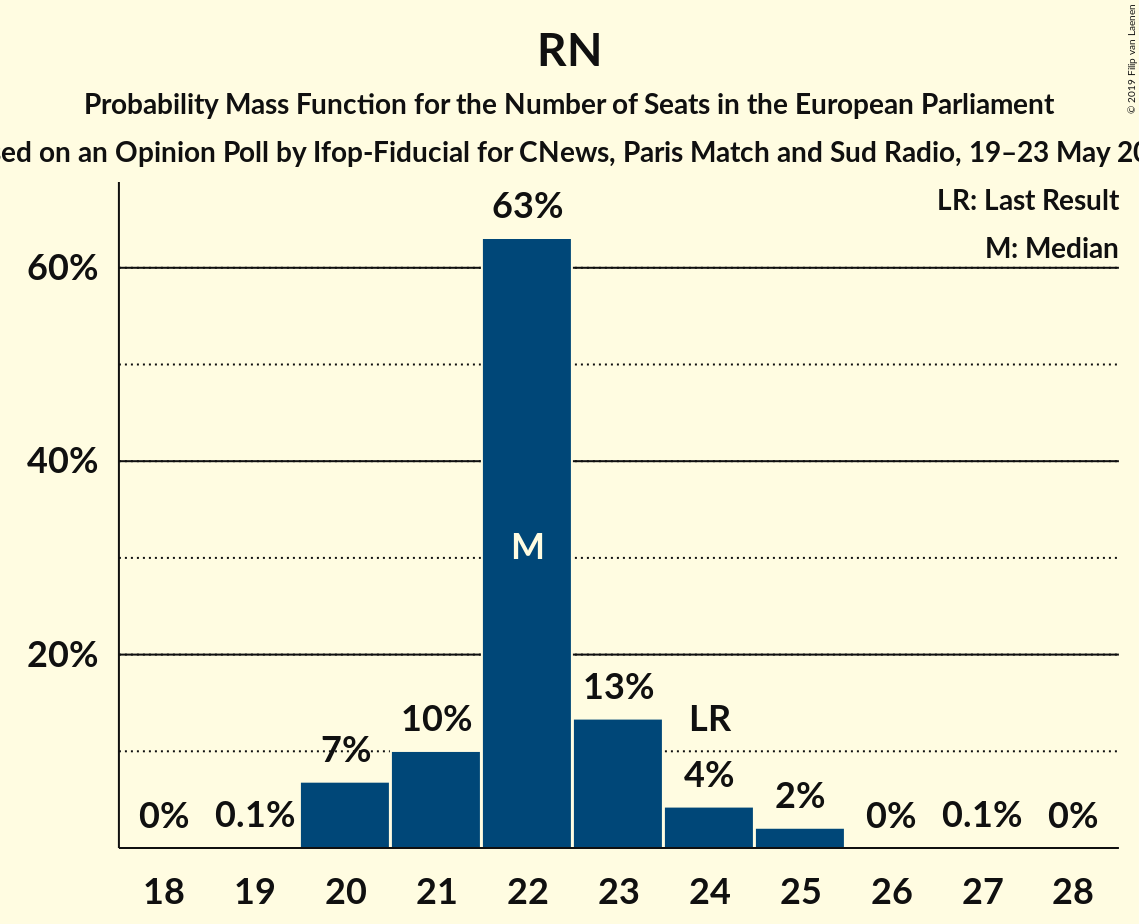 RN
Probability Mass Function for the Number of Seats in the European Parliament
sed on an Opinion Poll by Ifop-Fiducial for CNews, Paris Match and Sud Radio, 19–23 May 20
© 2019 Filip van Laenen
LR: Last Result
M: Median
63%
60%
40%
M
20%
13%
10%
LR
7%
4%
2%
0% 0.1% 0% 0.1% 0%
18 19 20 21 22 23 24 25 26 27 28